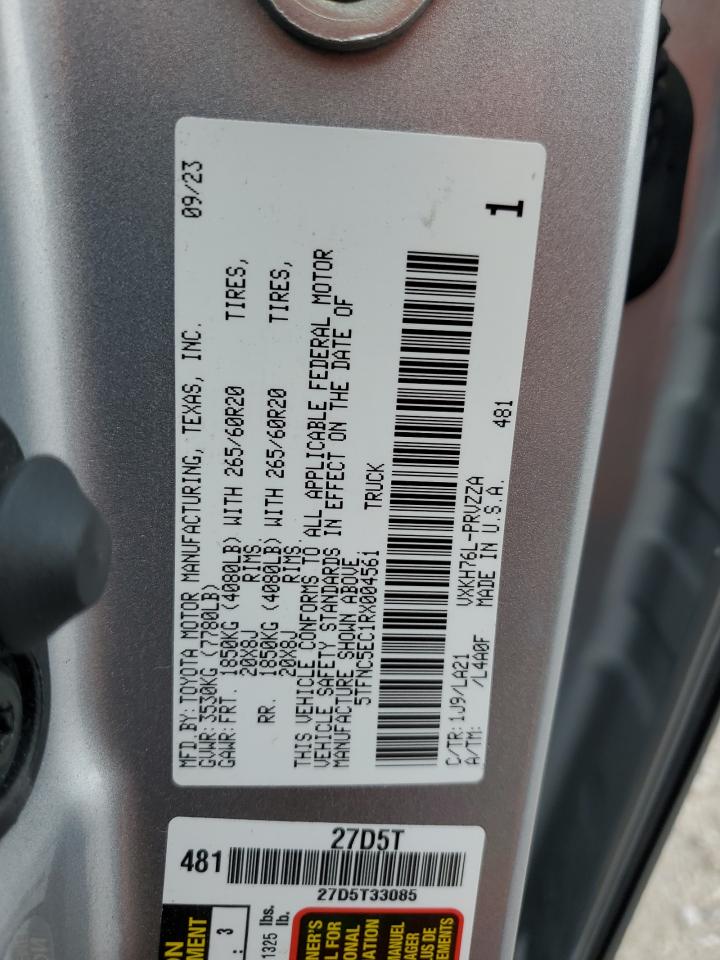 MFD.BY:TOYOTA MOTOR MANUFACTURING, TEXAS, INC. 09/23
GVWR:3530KG (7780LB)
GAWR:FRT. 1850KG (4080LB) WITH 265/60R20 TIRES,
20X8J RIMS.
RR. 1850KG (4080LB) WITH 265/60R20 TIRES,
20X8J RIMS.
THIS VEHICLE CONFORMS TO ALL APPLICABLE FEDERAL MOTOR
VEHICLE SAFETY STANDARDS IN EFFECT ON THE DATE OF
MANUFACTURE SHOWN ABOVE.
5TFNC5EC1RX004561 TRUCK
C/TR:1J9/LA21 VXKH76L-PRVZZA 481
A/TM: /L4A0F MADE IN U.S.A.
1
27D5T
481
27D5T33085
: 3
1325 lbs.
lb.